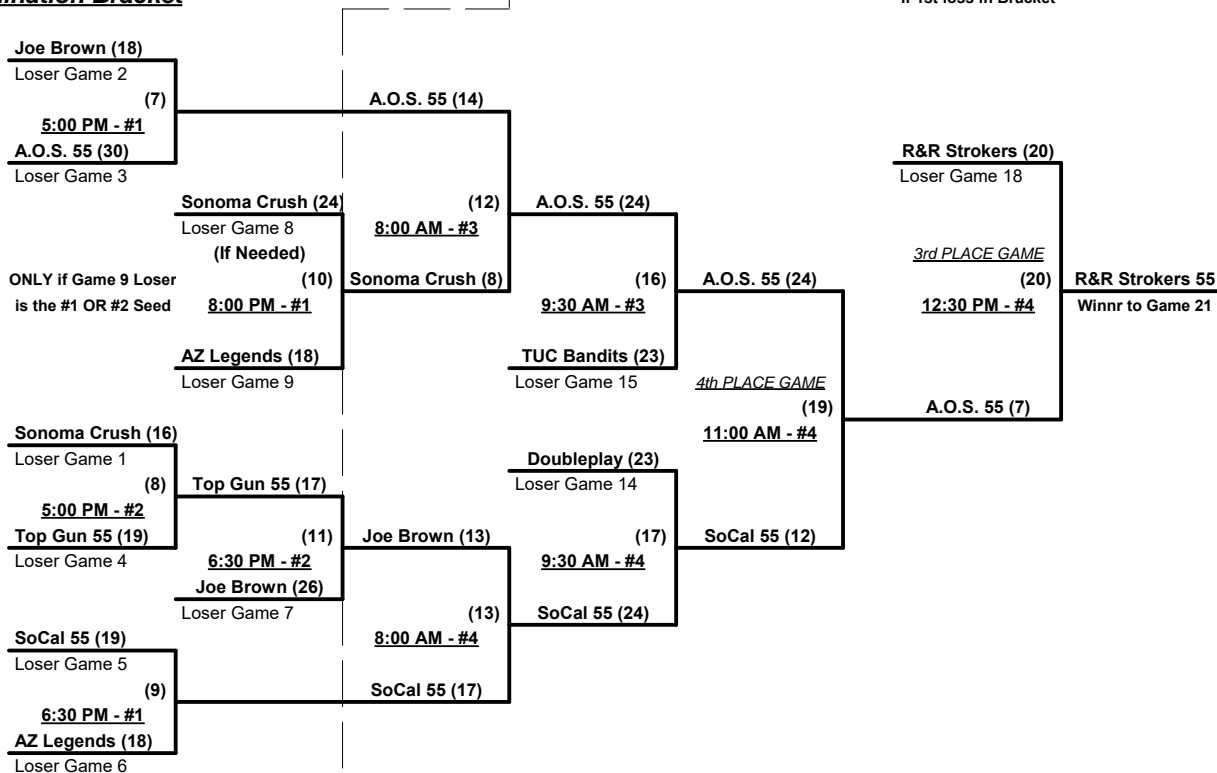 mination Bracket
If 1st loss in Bracket
Joe Brown (18)
Loser Game 2
(7)
5:00 PM - #1
A.O.S. 55 (30)
Loser Game 3
A.O.S. 55 (14)
Sonoma Crush (24)
Loser Game 8
(If Needed)
ONLY if Game 9 Loser
is the #1 OR #2 Seed
(10)
8:00 PM - #1
AZ Legends (18)
Loser Game 9
(12)
8:00 AM - #3
Sonoma Crush (8)
A.O.S. 55 (24)
(16)
9:30 AM - #3
TUC Bandits (23)
Loser Game 15
A.O.S. 55 (24)
4th PLACE GAME
(19)
11:00 AM - #4
R&R Strokers (20)
Loser Game 18
3rd PLACE GAME
(20)
12:30 PM - #4
R&R Strokers 55
Winnr to Game 21
A.O.S. 55 (7)
Sonoma Crush (16)
Loser Game 1
(8)
5:00 PM - #2
Top Gun 55 (19)
Loser Game 4
Top Gun 55 (17)
(11)
6:30 PM - #2
Joe Brown (26)
Loser Game 7
Joe Brown (13)
(13)
8:00 AM - #4
Doubleplay (23)
Loser Game 14
(17)
9:30 AM - #4
SoCal 55 (24)
SoCal 55 (12)
SoCal 55 (19)
Loser Game 5
(9)
6:30 PM - #1
AZ Legends (18)
Loser Game 6
SoCal 55 (17)